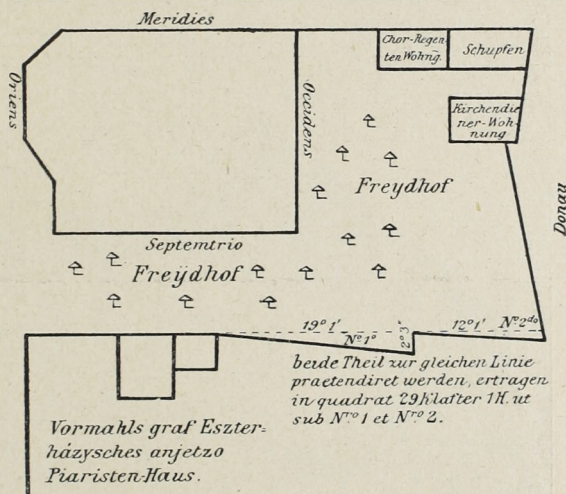 Meridies
Chor-Regen-
ten Wohng.
Schupfen
Oriens
Occidens
Kirchendie
ner-Woh-
nung
Freydhof
Donau
Septemtrio
Freydhof
19° 1'
N° 1°
2° 3"
12° 1'
N° 2do
beide Theil zur gleichen Linie
praetendiret werden, ertragen
in quadrat 29 Klafter 1 H. ut
sub Nro 1 et Nro 2.
Vormahls graf Eszter=
házysches anjetzo
Piaristen-Haus.